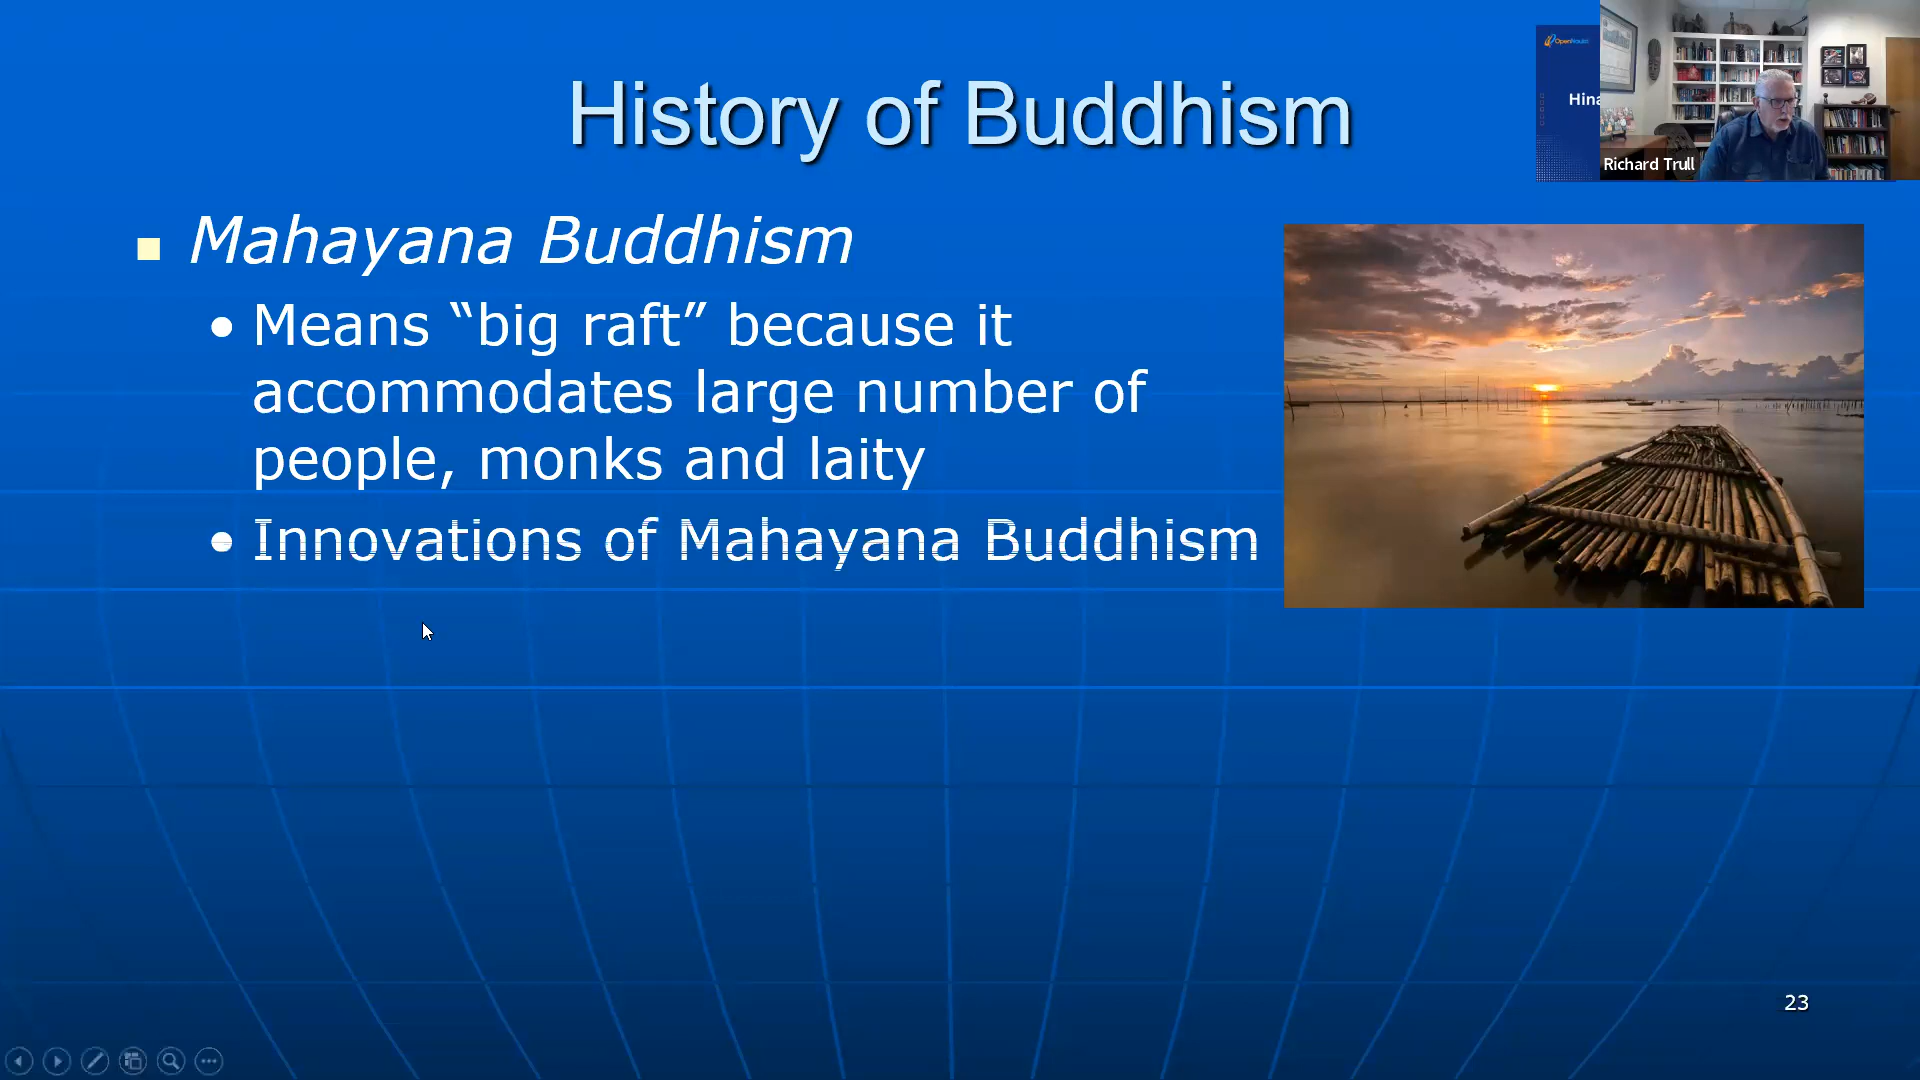 History of Buddhism
Mahayana Buddhism
Means “big raft” because it
accommodates large number of
people, monks and laity
Innovations of Mahayana Buddhism
Hina
Richard Trull
23